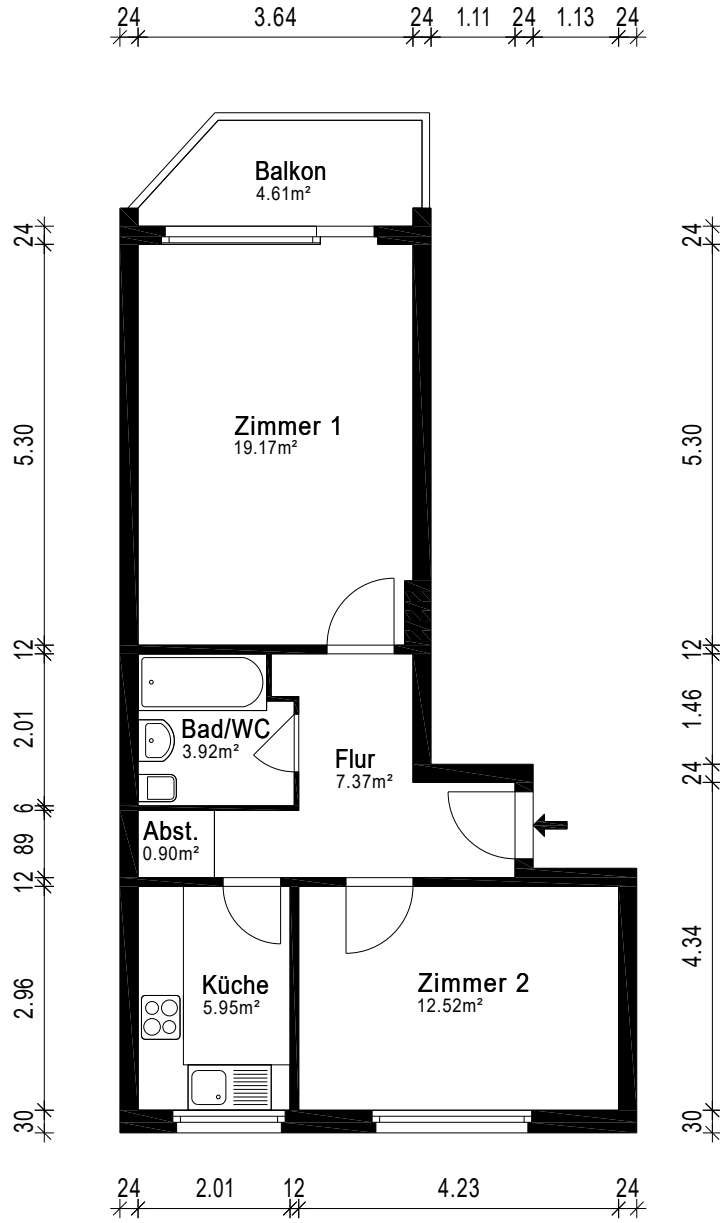 24 3.64 24 1.11 24 1.13 24
Balkon
4.61m²
24
24
5.30
5.30
Zimmer 1
19.17m²
12
12
2.01
1.46
Bad/WC
3.92m²
Flur
7.37m²
24
6
Abst.
0.90m²
89
12
4.34
2.96
Küche
5.95m²
Zimmer 2
12.52m²
30
30
24 2.01 12 4.23 24